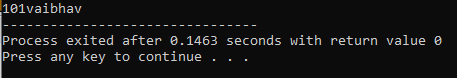 101vaibhav
--------------------------------
Process exited after 0.1463 seconds with return value 0
Press any key to continue . . .